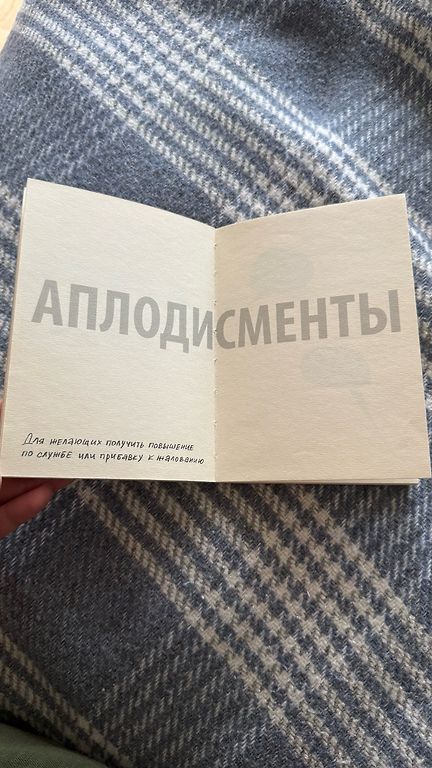 АПЛОДИСМЕНТЫ
Для желающих получить повышение
по службе или прибавку к жалованию